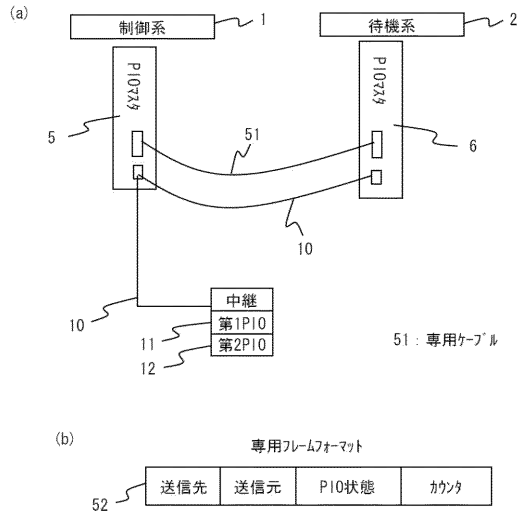 (a)
制御系 1
待機系 2
PIOマスタ
PIOマスタ
5
51
6
10
10
中継
第1PIO
11
第2PIO
12
51：専用ケーブル
(b)
専用フレームフォーマット
送信先 送信元 PIO状態 カウンタ
52